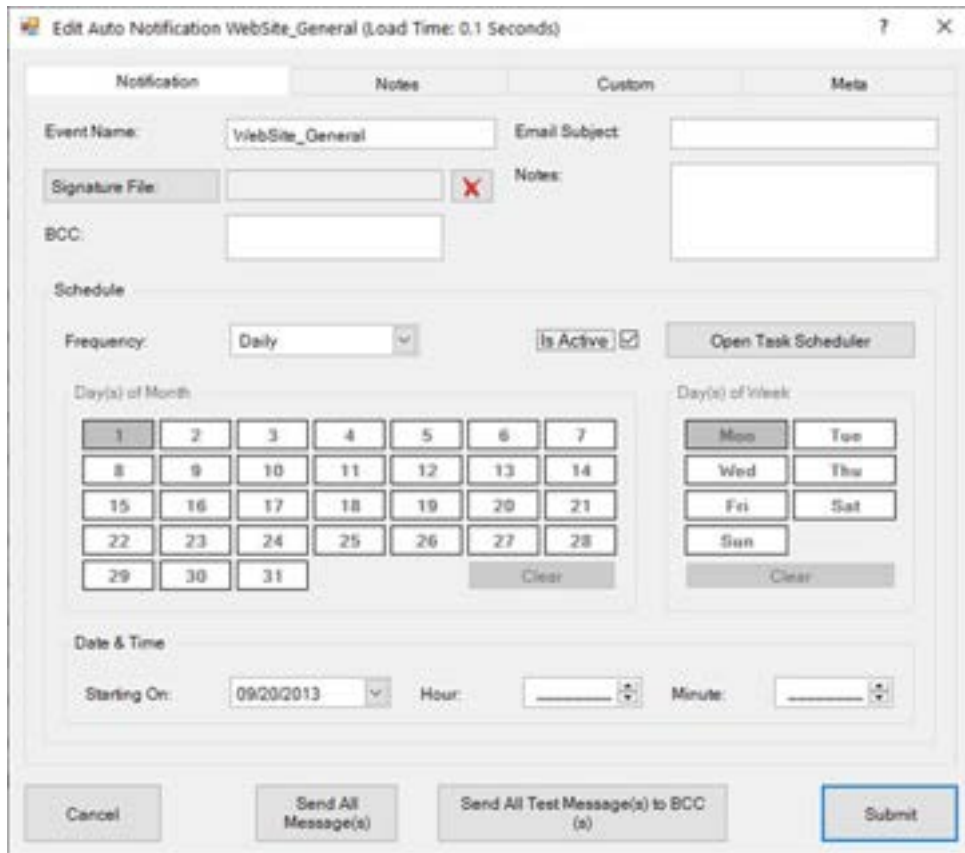 Edit Auto Notification WebSite_General (Load Time: 0.1 Seconds) ?
Notification Notes Custom Meta
Event Name: WebSite_General Email Subject:
Signature File: Notes:
BCC:
Schedule
Frequency: Daily Is Active Open Task Scheduler
Day(s) of Month Day(s) of Week
1 2 3 4 5 6 7 Mon Tue
8 9 10 11 12 13 14 Wed Thu
15 16 17 18 19 20 21 Fri Sat
22 23 24 25 26 27 28 Sun
29 30 31 Clear Clear
Date & Time
Starting On: 09/20/2013 Hour: Minute:
Cancel Send All Message(s) Send All Test Message(s) to BCC (s) Submit